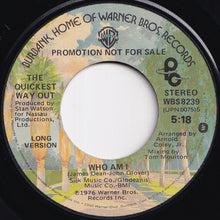 BURBANK, HOME OF WARNER BROS. RECORDS
PROMOTION NOT FOR SALE
THE
QUICKEST
WAY OUT
Produced by
Stan Watson
for Nassau
Productions,
Ltd.
LONG
VERSION
STEREO
WBS8239
5:18
Arranged by
Arnold
Coley, Jr.
Mixing by
Tom Moulton
WHO AM I
(James Dean-John Glover)
Silk Music Co./Glodeanis
Music Co.-BMI
©1976 Warner Bros.
Records Inc.